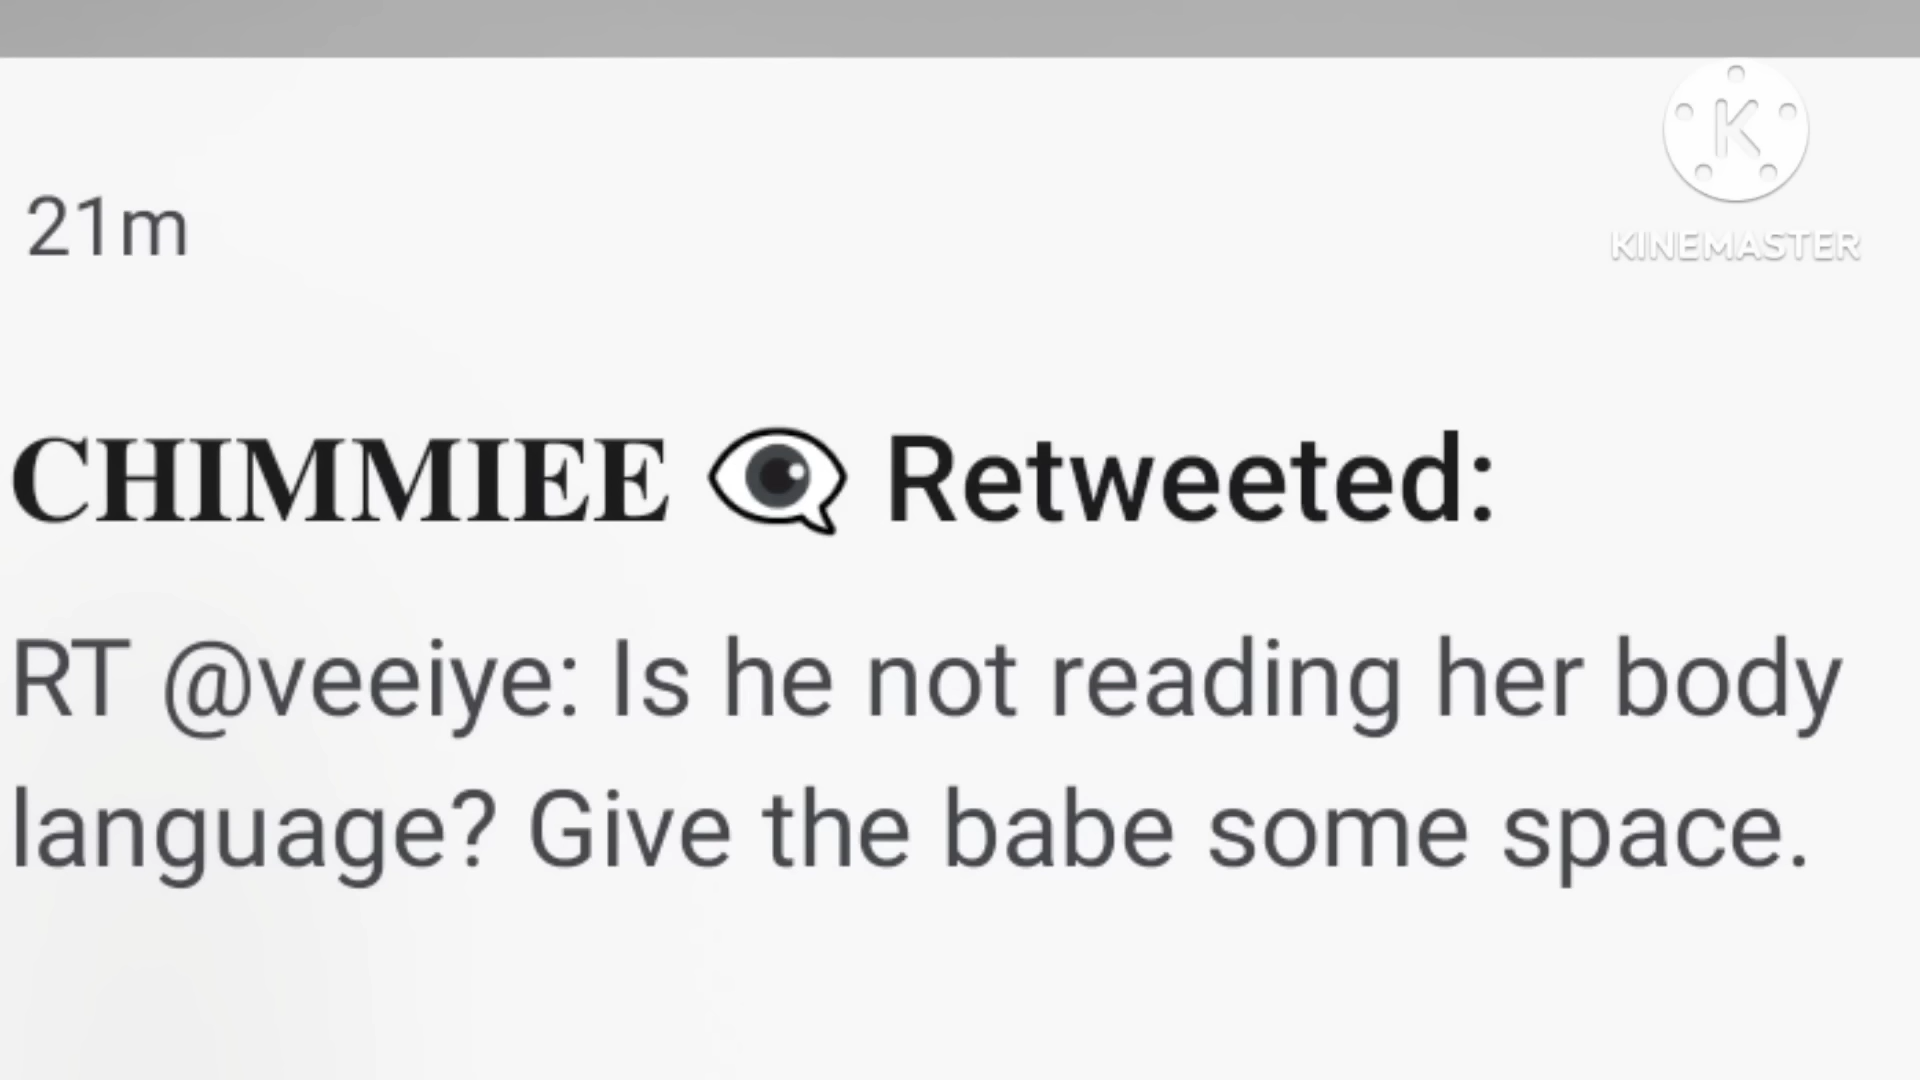 K
KINEMASTER
21m
CHIMMIEE 👁️‍🗨️ Retweeted:
RT @veeiye: Is he not reading her body
language? Give the babe some space.